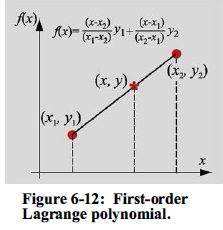 f(x)
f(x)=(x-x₂)/(x₁-x₂) y₁+(x-x₁)/(x₂-x₁) y₂
(x, y)
(x₂, y₂)
(x₁, y₁)
x
Figure 6-12: First-order
Lagrange polynomial.